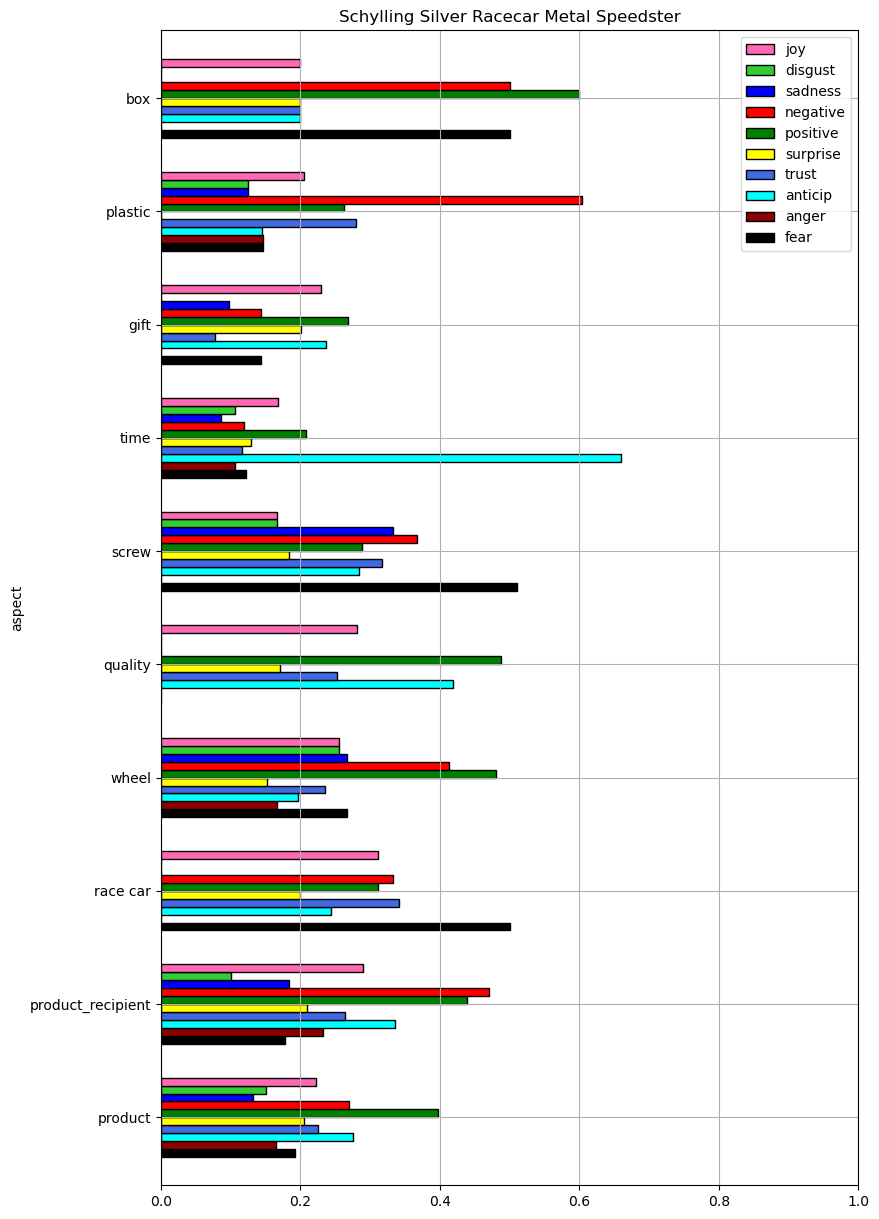 Schylling Silver Racecar Metal Speedster
joy
disgust
sadness
negative
positive
surprise
trust
anticip
anger
fear
box
plastic
gift
time
screw
quality
wheel
race car
product_recipient
product
aspect
0.0 0.2 0.4 0.6 0.8 1.0